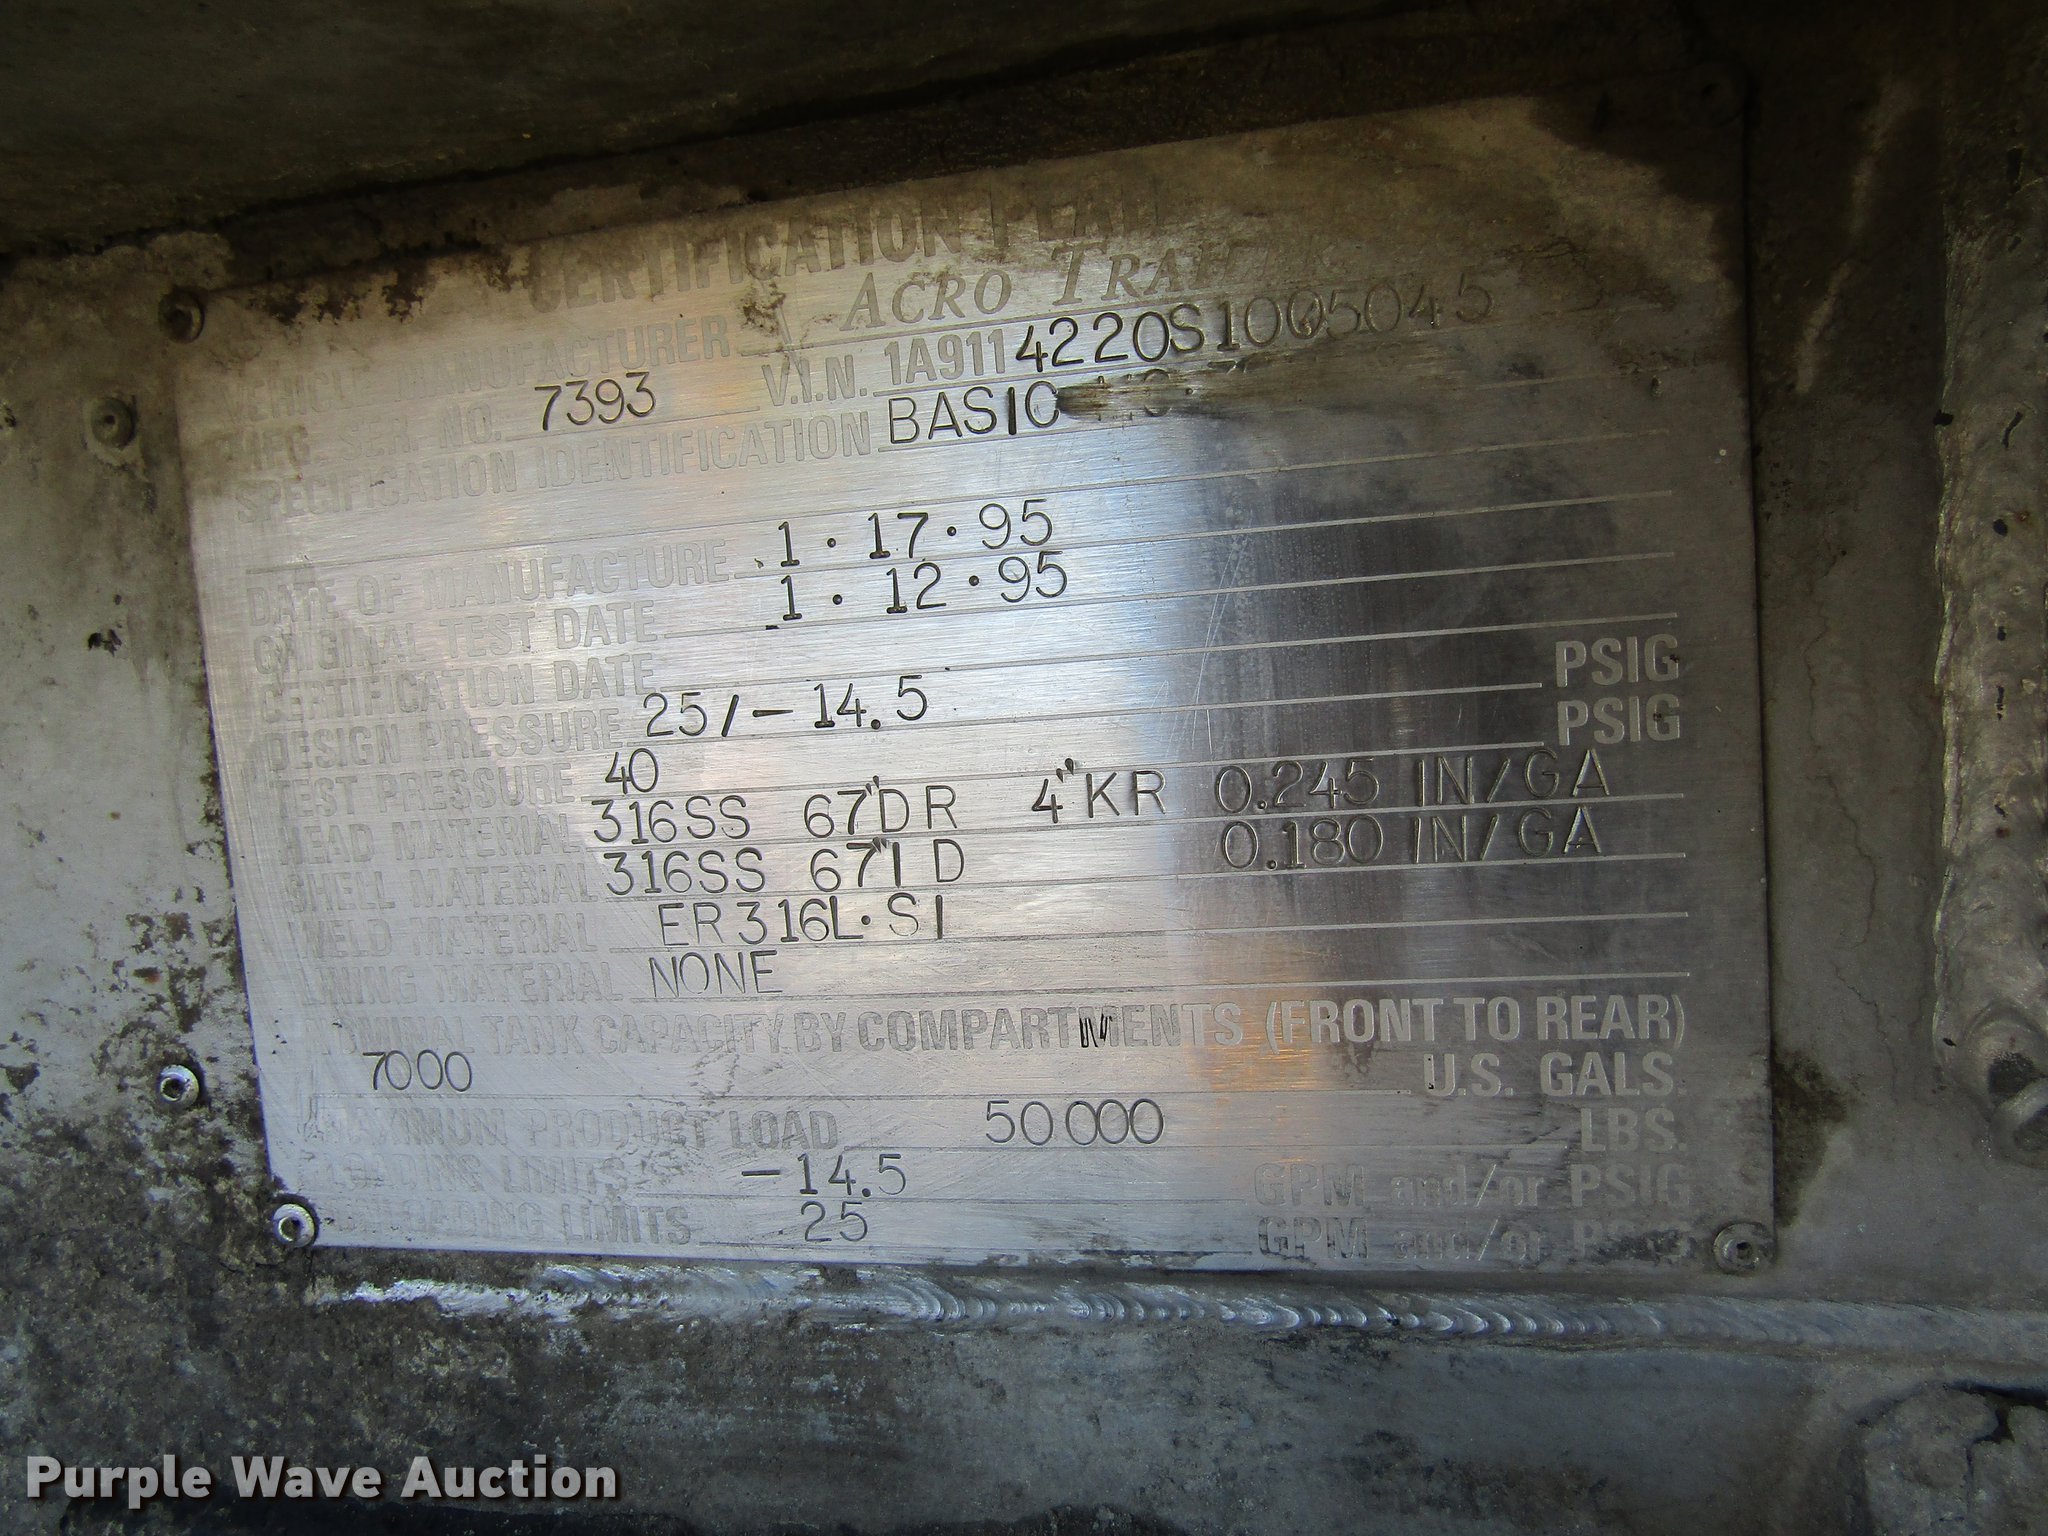 CERTIFICATION PLATE
VEHICLE MANUFACTURER ACRO TRAILER
MFG. SER. NO. 7393 V.I.N. 1A9114220S1005045
SPECIFICATION IDENTIFICATION BASIC
DATE OF MANUFACTURE 1·17·95
ORIGINAL TEST DATE 1·12·95
CERTIFICATION DATE
DESIGN PRESSURE 25/-14.5 PSIG
TEST PRESSURE 40 PSIG
HEAD MATERIAL 316SS 67"DR 4"KR 0.245 IN/GA
SHELL MATERIAL 316SS 67"ID 0.180 IN/GA
WELD MATERIAL ER316L·SI
LINING MATERIAL NONE
NOMINAL TANK CAPACITY BY COMPARTMENTS (FRONT TO REAR)
7000 U.S. GALS
MAXIMUM PRODUCT LOAD 50000 LBS.
LOADING LIMITS -14.5 GPM and/or PSIG
UNLOADING LIMITS 25 GPM and/or PSIG
Purple Wave Auction